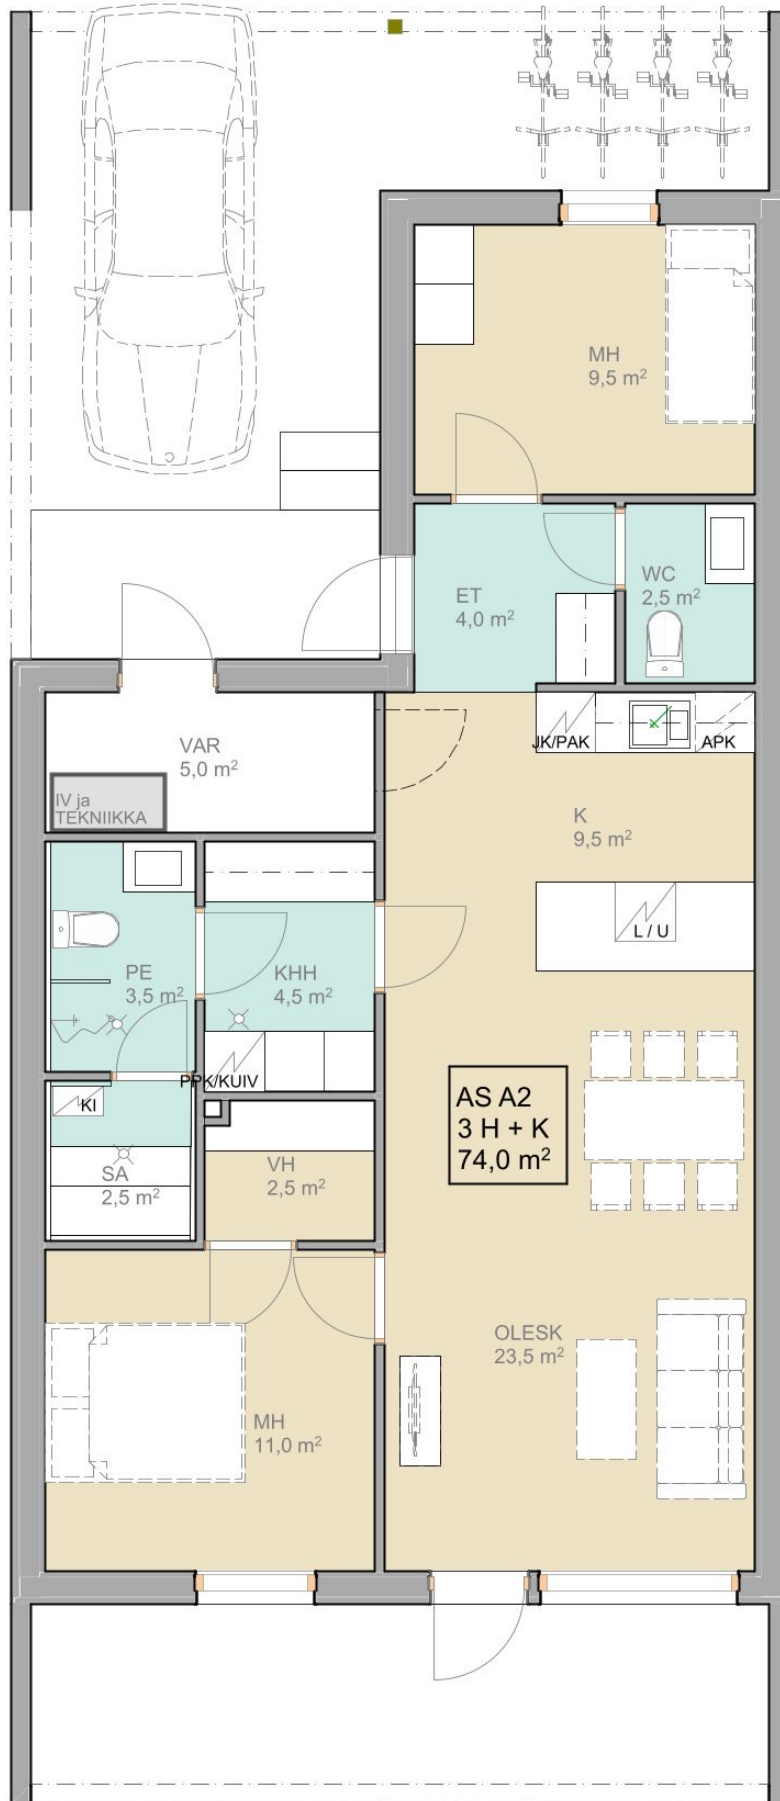 MH
9,5 m²
WC
2,5 m²
ET
4,0 m²
JK/PAK
APK
VAR
5,0 m²
IV ja
TEKNIIKKA
K
9,5 m²
L / U
PE
3,5 m²
KHH
4,5 m²
PPK/KUIV
KI
AS A2
3 H + K
74,0 m²
SA
2,5 m²
VH
2,5 m²
OLESK
23,5 m²
MH
11,0 m²